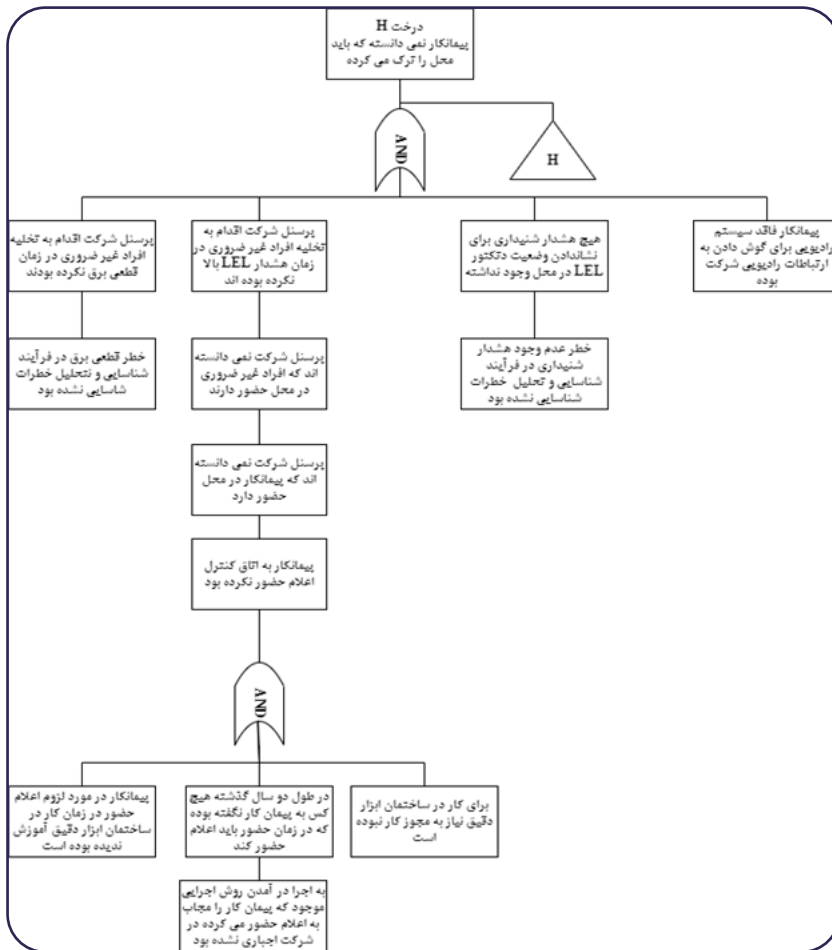 درخت H
پیمانکار نمی دانسته که باید
محل را ترک می کرده
AND
H
پیمانکار فاقد سیستم
رادیویی برای گوش دادن به
ارتباطات رادیویی شرکت
بوده
هیچ هشدار شنیداری برای
نشاندادن وضعیت دتکتور
LEL در محل وجود نداشته
پرسنل شرکت اقدام به
تخلیه افراد غیر ضروری در
زمان هشدار LEL بالا
نکرده بوده اند
پرسنل شرکت اقدام به تخلیه
افراد غیر ضروری در زمان
قطعی برق نکرده بودند
خطر عدم وجود هشدار
شنیداری در فرآیند
شناسایی و تحلیل خطرات
شناسایی نشده بود
پرسنل شرکت نمی دانسته
اند که افراد غیر ضروری
در محل حضور دارند
خطر قطعی برق در فرآیند
شناسایی و نتحلیل خطرات
شاسایی نشده بود
پرسنل شرکت نمی دانسته
اند که پیمانکار در محل
حضور دارد
پیمانکار به اتاق کنترل
اعلام حضور نکرده بود
AND
برای کار در ساختمان ابزار
دقیق نیاز به مجوز کار نبوده
است
در طول دو سال گذشته هیچ
کس به پیمان کار نگفته بوده
که در زمان حضور باید اعلام
حضور کند
پیمانکار در مورد لزوم اعلام
حضور در زمان کار در
ساختمان ابزار دقیق آموزش
ندیده بوده است
به اجرا در آمدن روش اجرایی
موجود که پیمان کار را مجاب
به اعلام حضور می کرده در
شرکت اجباری نشده بود